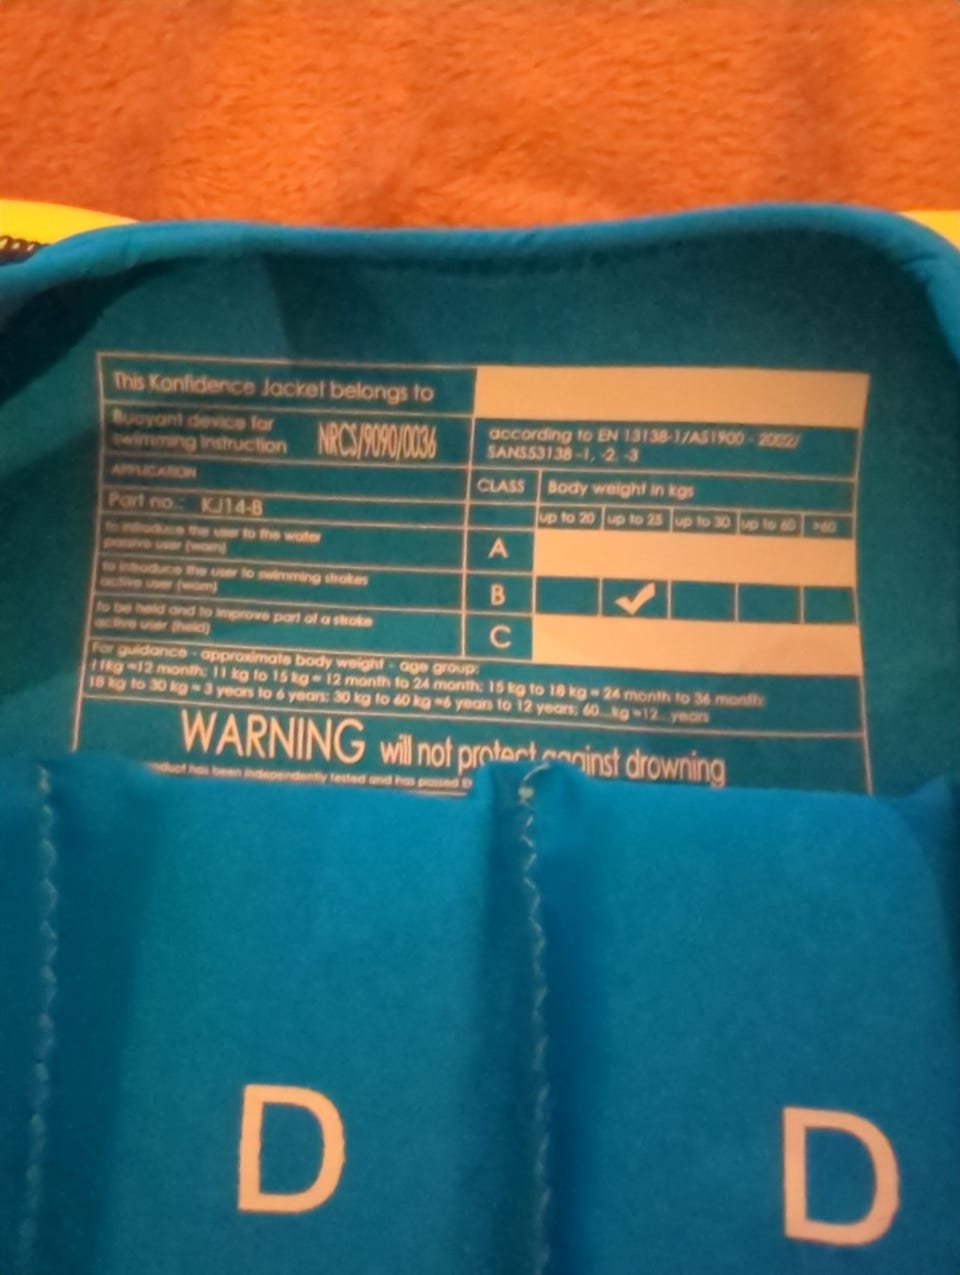 This Konfidence Jacket belongs to
Buoyant device for
swimming instruction NRCS/9090/0036
according to EN 13138-1/AS1900 - 2002/
SANS53138 -1, -2, -3
APPLICATION
CLASS Body weight in kgs
Part no.: KJ14-B
up to 20 up to 25 up to 30 up to 60 >60
to introduce the user to the water
passive user (worn)
A
to introduce the user to swimming strokes
active user (worn)
B ✓
to be held and to improve part of a stroke
active user (held)
C
For guidance - approximate body weight - age group:
11kg =12 month; 11 kg to 15 kg = 12 month to 24 month; 15 kg to 18 kg = 24 month to 36 month;
18 kg to 30 kg = 3 years to 6 years; 30 kg to 60 kg =6 years to 12 years; 60...kg =12...years
WARNING will not protect against drowning
has been independently tested and has passed
D D